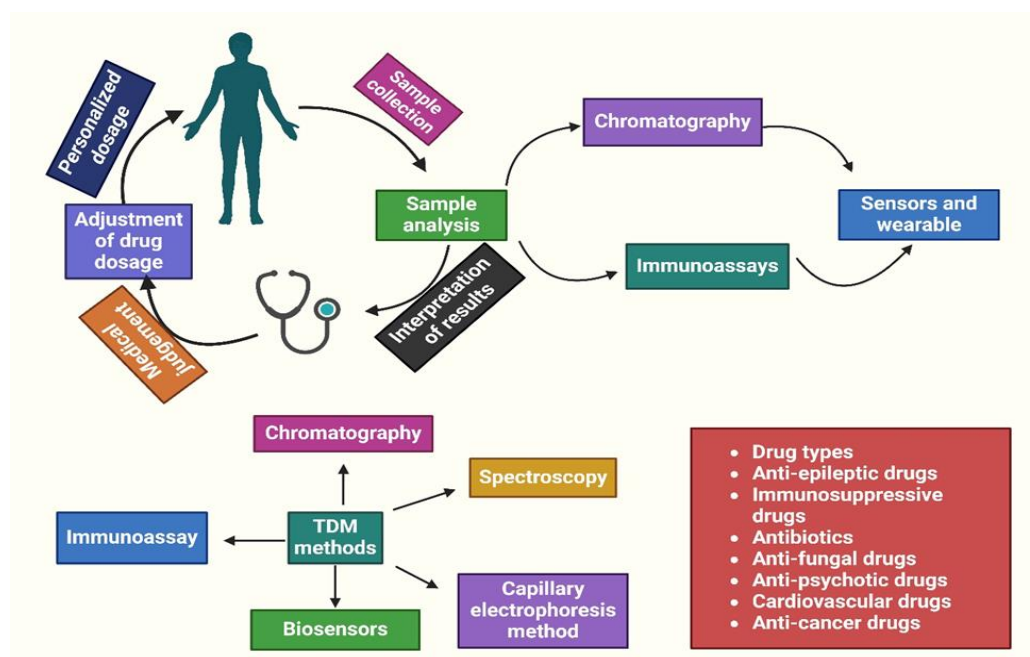 Personalized
dosage
Sample
collection
Chromatography
Sample
analysis
Sensors and
wearable
Adjustment
of drug
dosage
Immunoassays
Interpretation
of results
Medical
judgement
Chromatography
Spectroscopy
TDM
methods
Immunoassay
Capillary
electrophoresis
method
Biosensors
• Drug types
• Anti-epileptic drugs
• Immunosuppressive
drugs
• Antibiotics
• Anti-fungal drugs
• Anti-psychotic drugs
• Cardiovascular drugs
• Anti-cancer drugs